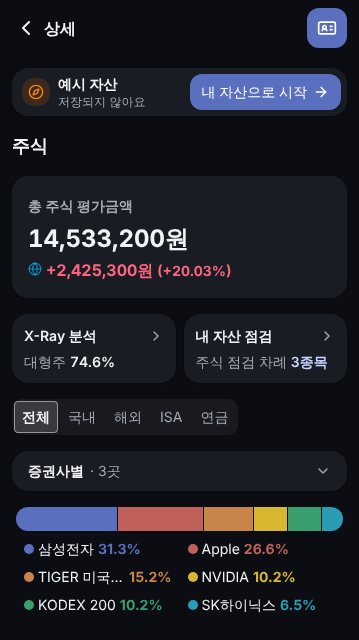 상세
예시 자산
저장되지 않아요
내 자산으로 시작
주식
총 주식 평가금액
14,533,200원
+2,425,300원 (+20.03%)
X-Ray 분석
대형주 74.6%
내 자산 점검
주식 점검 차례 3종목
전체 국내 해외 ISA 연금
증권사별 · 3곳
삼성전자 31.3% Apple 26.6%
TIGER 미국... 15.2% NVIDIA 10.2%
KODEX 200 10.2% SK하이닉스 6.5%